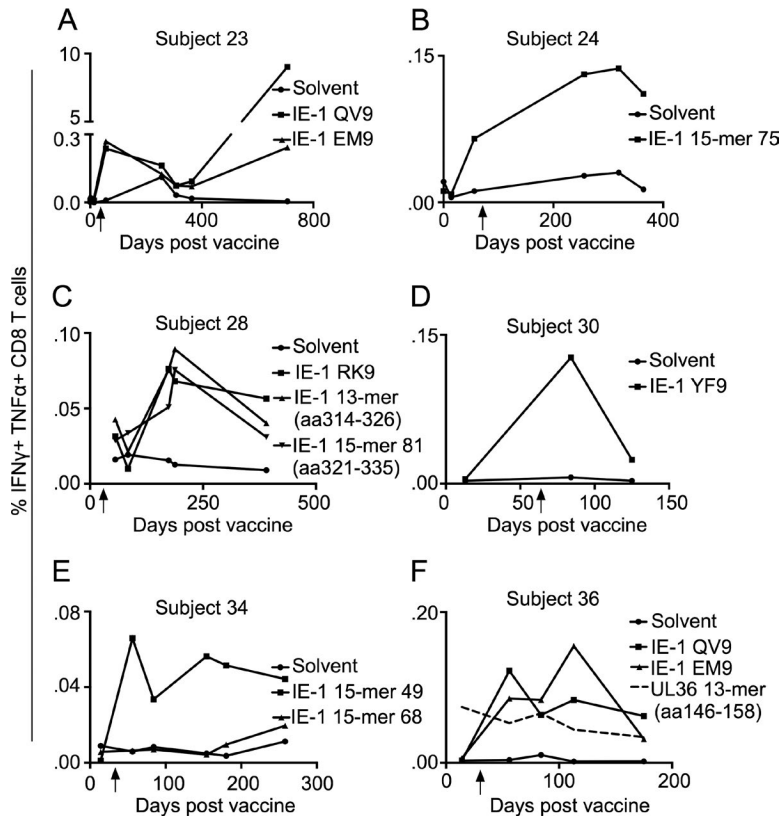 % IFNγ+ TNFα+ CD8 T cells
A
Subject 23
10
5
0.3
0.0
0
400
800
Days post vaccine
Solvent
IE-1 QV9
IE-1 EM9
B
Subject 24
.15
.00
0
200
400
Days post vaccine
Solvent
IE-1 15-mer 75
C
Subject 28
0.10
0.05
.00
0
250
500
Days post vaccine
Solvent
IE-1 RK9
IE-1 13-mer
(aa314-326)
IE-1 15-mer 81
(aa321-335)
D
Subject 30
0.15
.00
0
50
100
150
Days post vaccine
Solvent
IE-1 YF9
E
Subject 34
0.08
0.04
.00
0
100
200
300
Days post vaccine
Solvent
IE-1 15-mer 49
IE-1 15-mer 68
F
Subject 36
0.20
.00
0
100
200
Days post vaccine
Solvent
IE-1 QV9
IE-1 EM9
UL36 13-mer
(aa146-158)